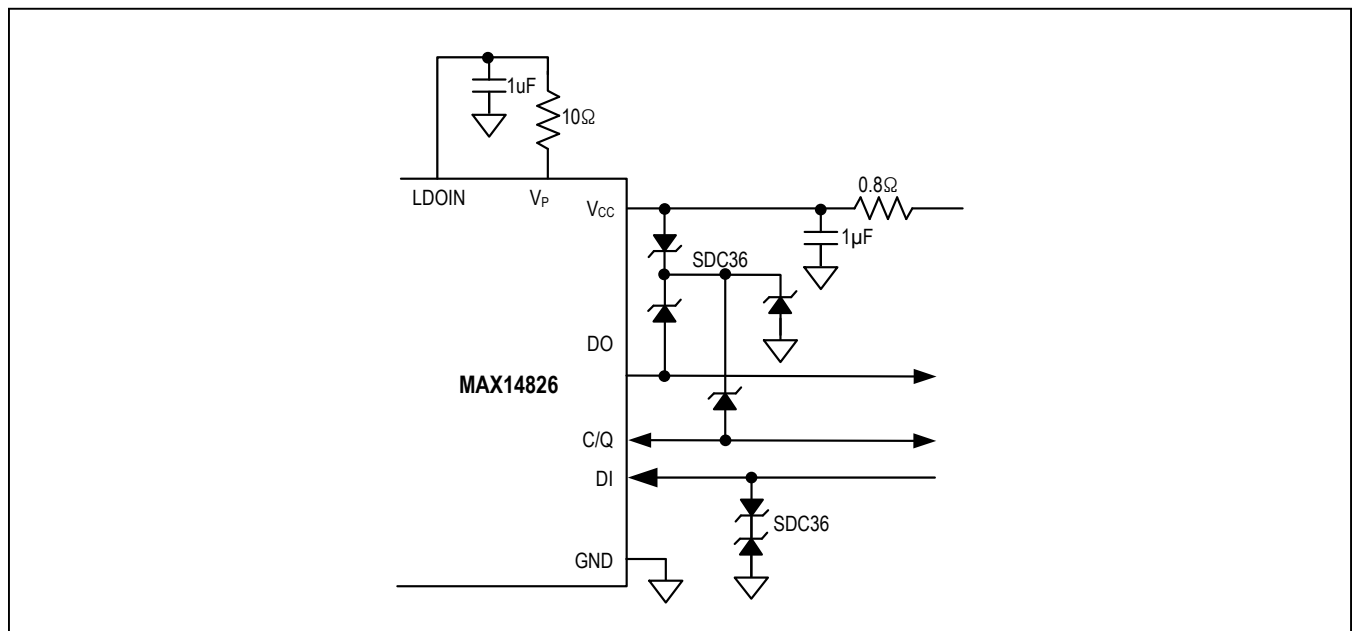 1uF
10Ω
LDOIN
VP
VCC
0.8Ω
1µF
SDC36
DO
MAX14826
C/Q
DI
SDC36
GND